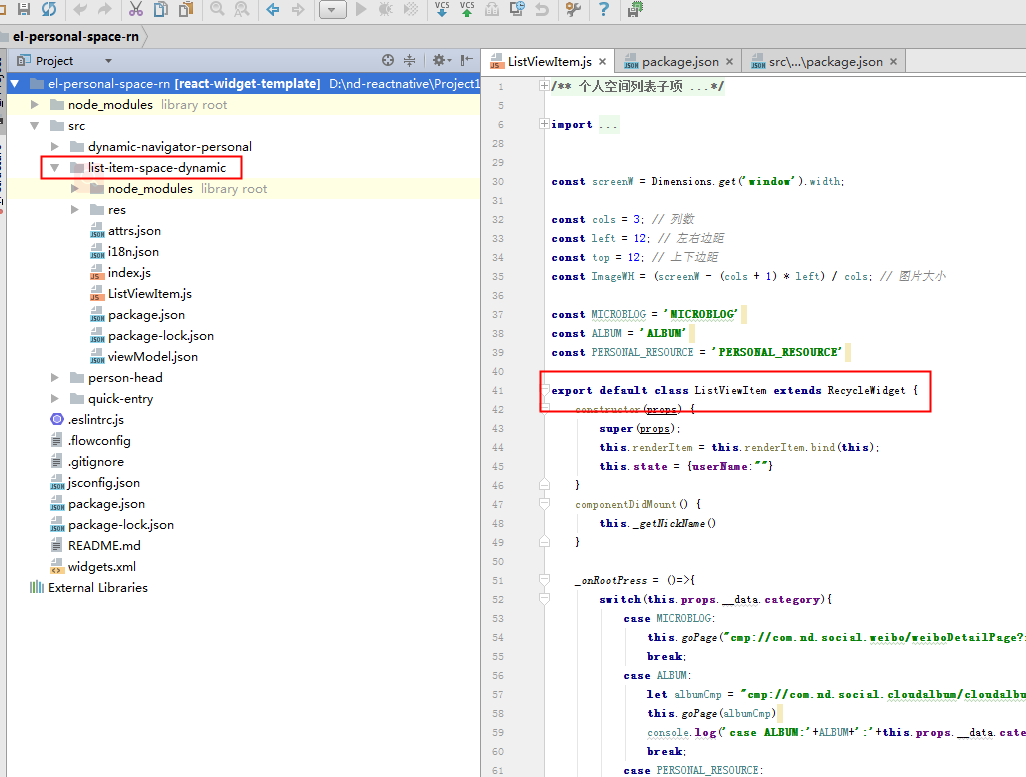 VCS VCS
el-personal-space-rn
Project
el-personal-space-rn [react-widget-template] D:\nd-reactnative\Project1
node_modules library root
src
dynamic-navigator-personal
list-item-space-dynamic
node_modules library root
res
attrs.json
i18n.json
index.js
ListViewItem.js
package.json
package-lock.json
viewModel.json
person-head
quick-entry
.eslintrc.js
.flowconfig
.gitignore
jsconfig.json
package.json
package-lock.json
README.md
widgets.xml
External Libraries
ListViewItem.js package.json src\...\package.json
1 /** 个人空间列表子项 ...*/
5
6 import ...
28
29
30 const screenW = Dimensions.get('window').width;
31
32 const cols = 3; // 列数
33 const left = 12; // 左右边距
34 const top = 12; // 上下边距
35 const ImageWH = (screenW - (cols + 1) * left) / cols; // 图片大小
36
37 const MICROBLOG = 'MICROBLOG'
38 const ALBUM = 'ALBUM'
39 const PERSONAL_RESOURCE = 'PERSONAL_RESOURCE'
40
41 export default class ListViewItem extends RecycleWidget {
42 constructor(props) {
43 super(props);
44 this.renderItem = this.renderItem.bind(this);
45 this.state = {userName:""}
46 }
47 componentDidMount() {
48 this._getNickName()
49 }
50
51 _onRootPress = ()=>{
52 switch(this.props.__data.category){
53 case MICROBLOG:
54 this.goPage("cmp://com.nd.social.weibo/weiboDetailPage?
55 break;
56 case ALBUM:
57 let albumCmp = "cmp://com.nd.social.cloudalbum/cloudalbu
58 this.goPage(albumCmp)
59 console.log('case ALBUM:'+ALBUM+':'+this.props.__data.cate
60 break;
61 case PERSONAL_RESOURCE: